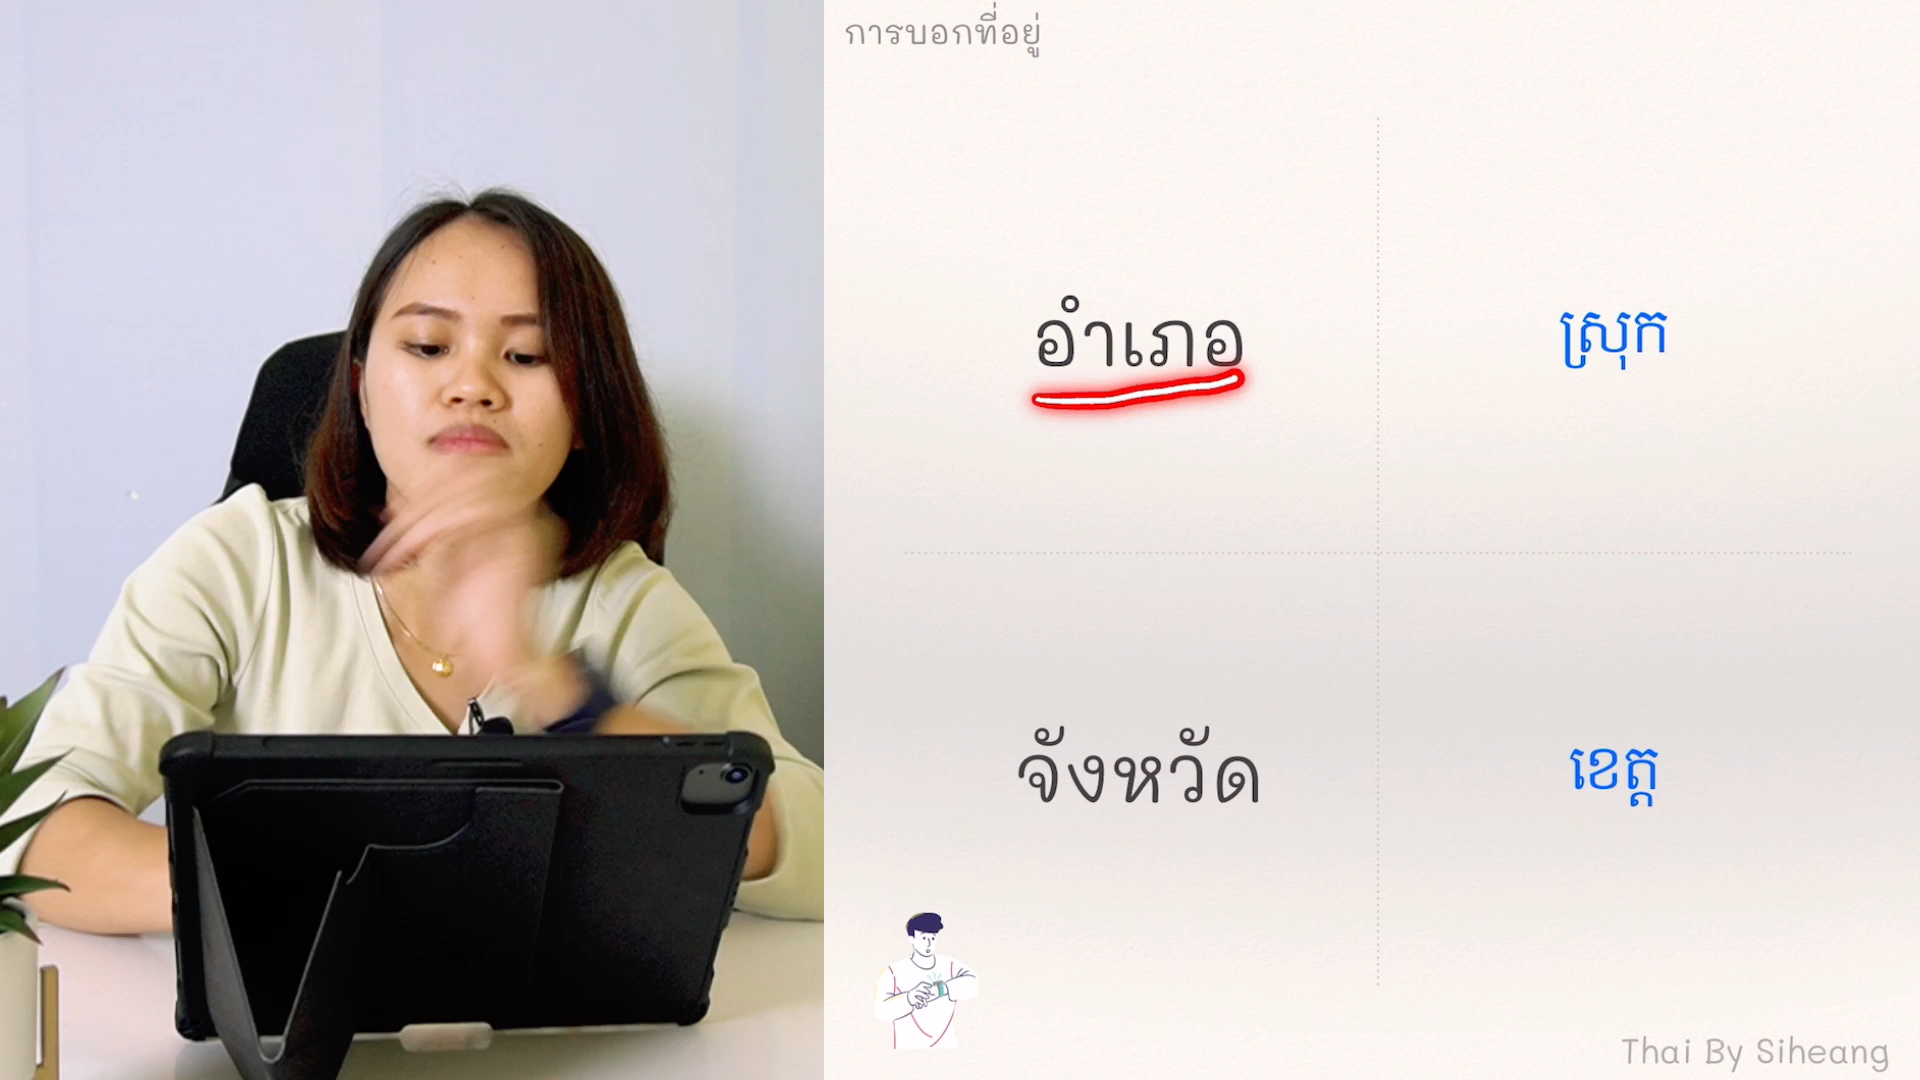 การบอกที่อยู่
อำเภอ
ស្រុក
จังหวัด
ខេត្ត
Thai By Siheang